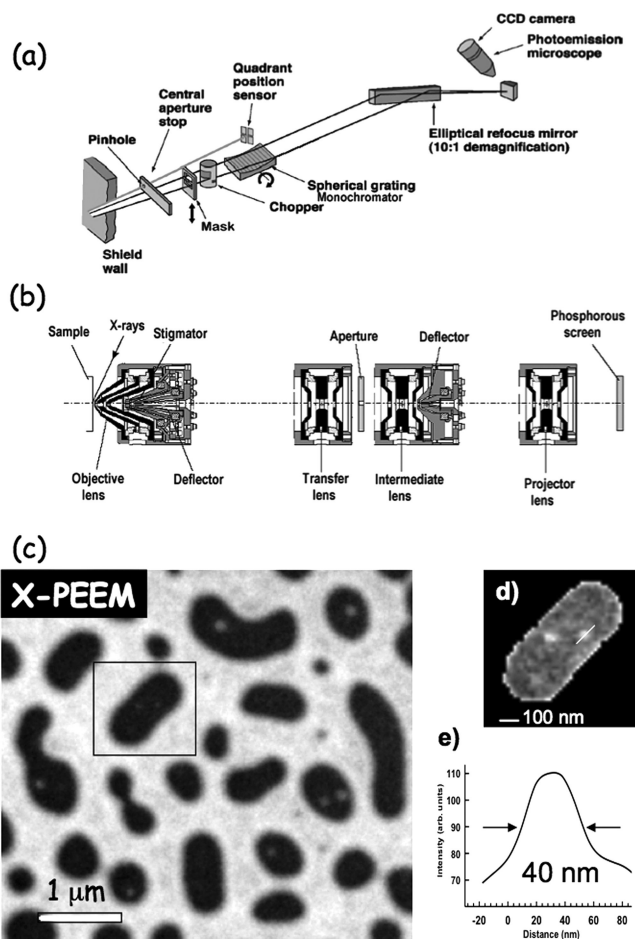 (a)
CCD camera
Photoemission
microscope
Quadrant
position
sensor
Central
aperture
stop
Pinhole
Elliptical refocus mirror
(10:1 demagnification)
Spherical grating
Monochromator
Chopper
Mask
Shield
wall
(b)
Sample
X-rays
Stigmator
Aperture
Deflector
Phosphorous
screen
Objective
lens
Deflector
Transfer
lens
Intermediate
lens
Projector
lens
(c)
X-PEEM
1 μm
d)
100 nm
e)
Intensity (arb. units)
110
100
90
80
70
40 nm
-20 0 20 40 60 80
Distance (nm)